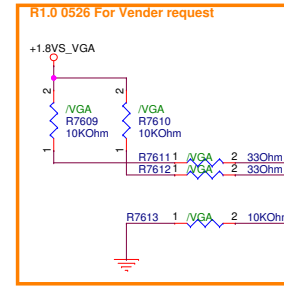 R1.0 0526 For Vender request
+1.8VS_VGA
2 2
/VGA /VGA
R7609 R7610
10KOhm 10KOhm
1 1
R7611 1 /VGA 2 33Ohm
R7612 1 /VGA 2 33Ohm
R7613 1 /VGA 2 10KOhm